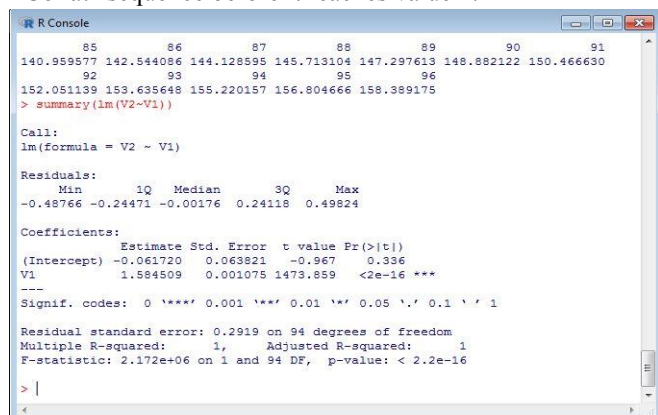 R Console
85 86 87 88 89 90 91
140.959577 142.544086 144.128595 145.713104 147.297613 148.882122 150.466630
92 93 94 95 96
152.051139 153.635648 155.220157 156.804666 158.389175
> summary(lm(V2~V1))
Call:
lm(formula = V2 ~ V1)
Residuals:
Min 1Q Median 3Q Max
-0.48766 -0.24471 -0.00176 0.24118 0.49824
Coefficients:
Estimate Std. Error t value Pr(>|t|)
(Intercept) -0.061720 0.063821 -0.967 0.336
V1 1.584509 0.001075 1473.859 <2e-16 ***
---
Signif. codes: 0 ‘***’ 0.001 ‘**’ 0.01 ‘*’ 0.05 ‘.’ 0.1 ‘ ’ 1
Residual standard error: 0.2919 on 94 degrees of freedom
Multiple R-squared: 1, Adjusted R-squared: 1
F-statistic: 2.172e+06 on 1 and 94 DF, p-value: < 2.2e-16
> |